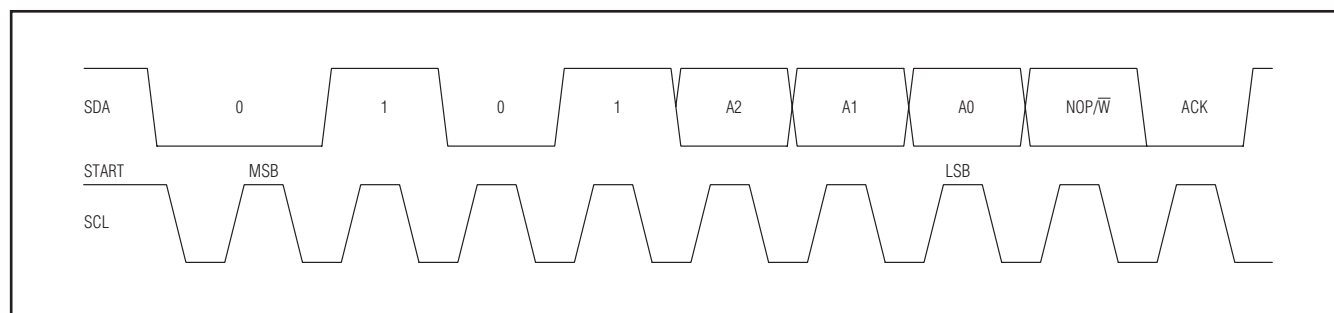 SDA 0 1 0 1 A2 A1 A0 NOP/W̅ ACK
START MSB LSB
SCL